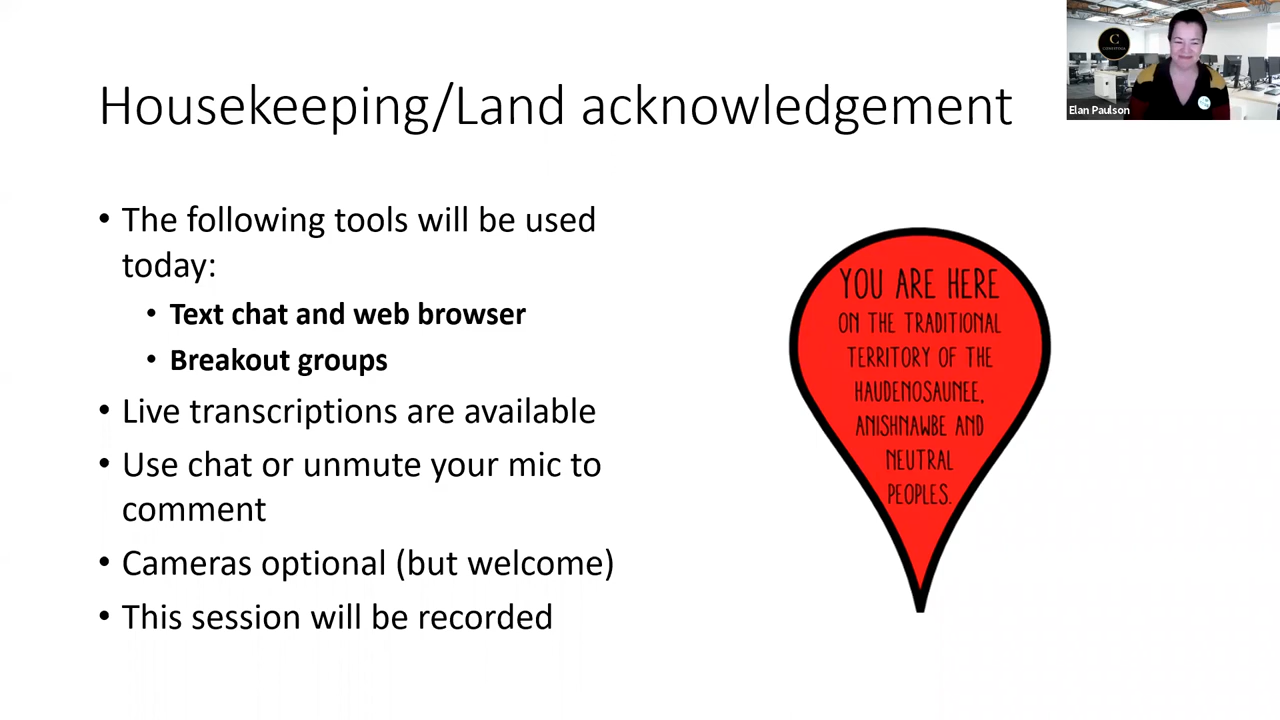 Housekeeping/Land acknowledgement
• The following tools will be used
today:
• Text chat and web browser
• Breakout groups
• Live transcriptions are available
• Use chat or unmute your mic to
comment
• Cameras optional (but welcome)
• This session will be recorded
YOU ARE HERE
ON THE TRADITIONAL
TERRITORY OF THE
HAUDENOSAUNEE,
ANISHNAWBE AND
NEUTRAL
PEOPLES.
C
Elan Paulson